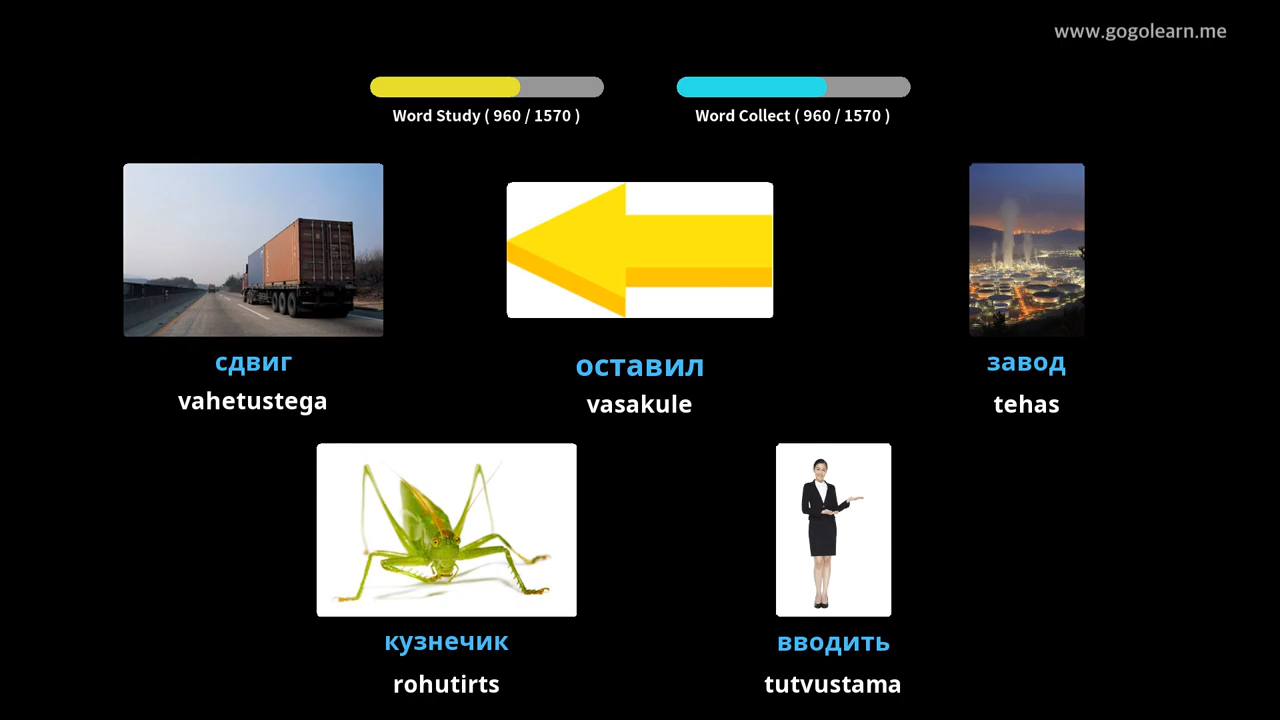 www.gogolearn.me
Word Study ( 960 / 1570 )
Word Collect ( 960 / 1570 )
сдвиг
vahetustega
оставил
vasakule
завод
tehas
кузнечик
rohutirts
вводить
tutvustama